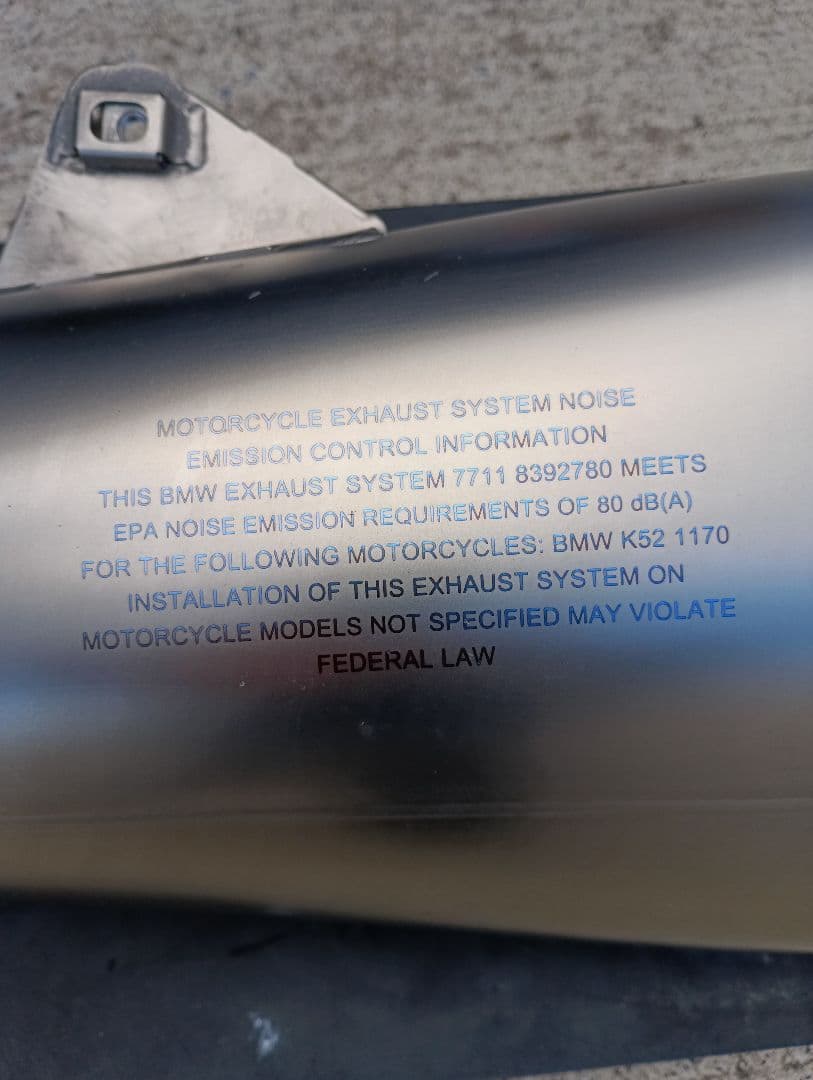 MOTORCYCLE EXHAUST SYSTEM NOISE
EMISSION CONTROL INFORMATION
THIS BMW EXHAUST SYSTEM 7711 8392780 MEETS
EPA NOISE EMISSION REQUIREMENTS OF 80 dB(A)
FOR THE FOLLOWING MOTORCYCLES: BMW K52 1170
INSTALLATION OF THIS EXHAUST SYSTEM ON
MOTORCYCLE MODELS NOT SPECIFIED MAY VIOLATE
FEDERAL LAW